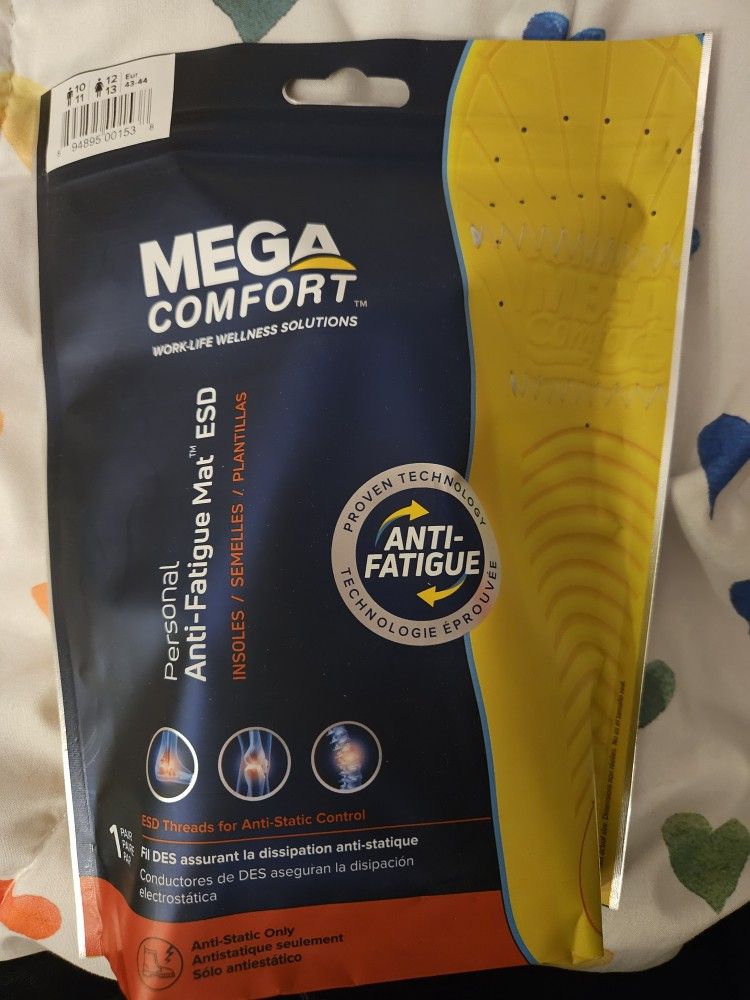 10
11
12
13
Eur
43-44
8 94895 00153 8
MEGA
COMFORT™
WORK-LIFE WELLNESS SOLUTIONS
Personal
Anti-Fatigue Mat™ ESD
INSOLES / SEMELLES / PLANTILLAS
PROVEN TECHNOLOGY
ANTI-
FATIGUE
TECHNOLOGIE ÉPROUVÉE
ESD Threads for Anti-Static Control
1 PAIR
PAIRE
PAR
Fil DES assurant la dissipation anti-statique
Conductores de DES aseguran la disipación
electrostática
Anti-Static Only
Antistatique seulement
Sólo antiestático